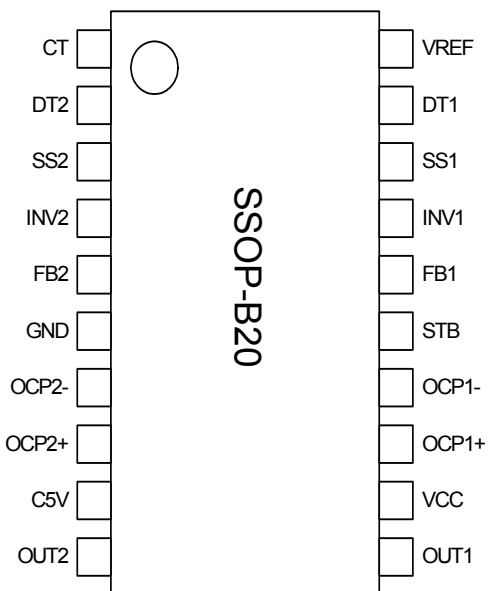 CT VREF
DT2 DT1
SS2 SS1
INV2 INV1
FB2 FB1
GND STB
OCP2- OCP1-
OCP2+ OCP1+
C5V VCC
OUT2 OUT1
SSOP-B20